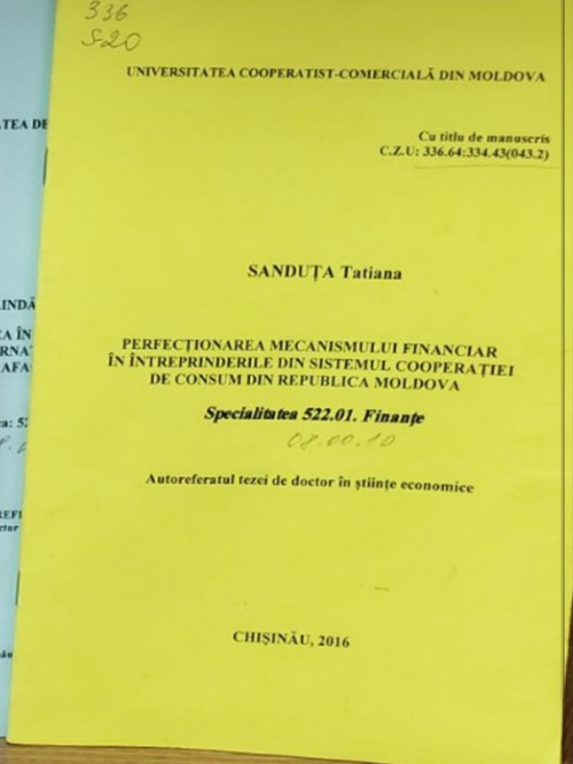 336
S-20
UNIVERSITATEA COOPERATIST-COMERCIALĂ DIN MOLDOVA
Cu titlu de manuscris
C.Z.U: 336.64:334.43(043.2)
SANDUȚA Tatiana
PERFECȚIONAREA MECANISMULUI FINANCIAR
ÎN ÎNTREPRINDERILE DIN SISTEMUL COOPERAȚIEI
DE CONSUM DIN REPUBLICA MOLDOVA
Specialitatea 522.01. Finanțe
08.00.10
Autoreferatul tezei de doctor în științe economice
CHIȘINĂU, 2016